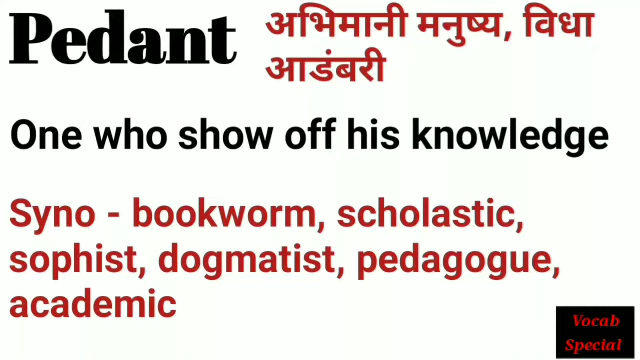 Pedant
अभिमानी मनुष्य, विधा
आडंबरी
One who show off his knowledge
Syno - bookworm, scholastic,
sophist, dogmatist, pedagogue,
academic
Vocab
Special